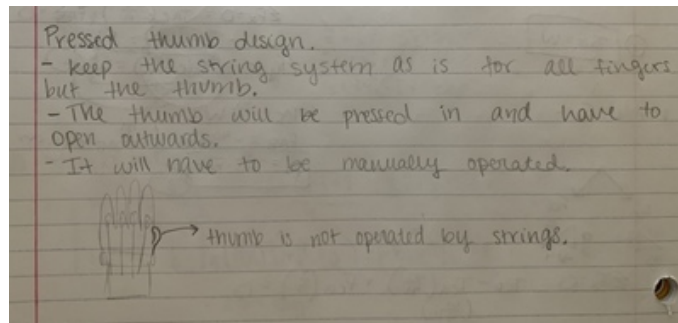 Pressed thumb design.
- keep the string system as is for all fingers
but the thumb.
- The thumb will be pressed in and have to
open outwards.
- It will have to be manually operated.
thumb is not operated by strings.